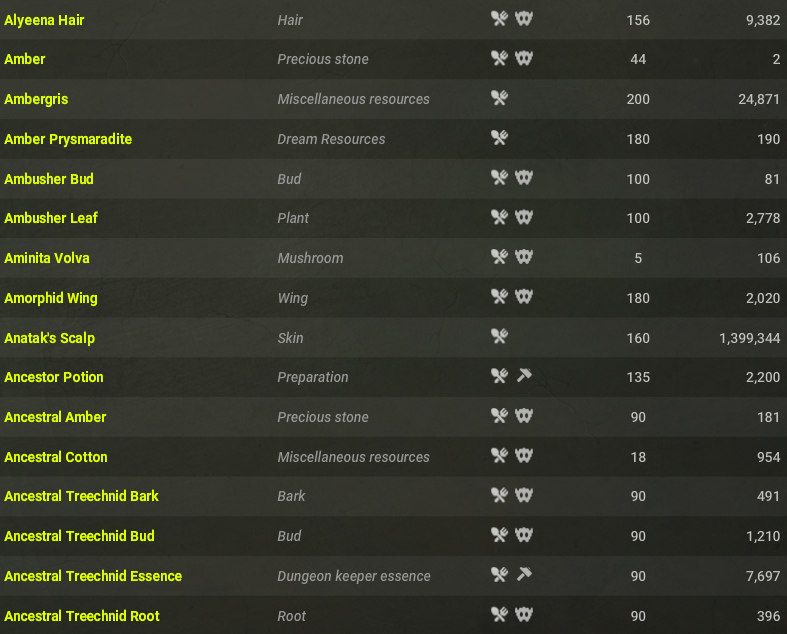 Alyeena Hair Hair 156 9,382
Amber Precious stone 44 2
Ambergris Miscellaneous resources 200 24,871
Amber Prysmaradite Dream Resources 180 190
Ambusher Bud Bud 100 81
Ambusher Leaf Plant 100 2,778
Aminita Volva Mushroom 5 106
Amorphid Wing Wing 180 2,020
Anatak's Scalp Skin 160 1,399,344
Ancestor Potion Preparation 135 2,200
Ancestral Amber Precious stone 90 181
Ancestral Cotton Miscellaneous resources 18 954
Ancestral Treechnid Bark Bark 90 491
Ancestral Treechnid Bud Bud 90 1,210
Ancestral Treechnid Essence Dungeon keeper essence 90 7,697
Ancestral Treechnid Root Root 90 396